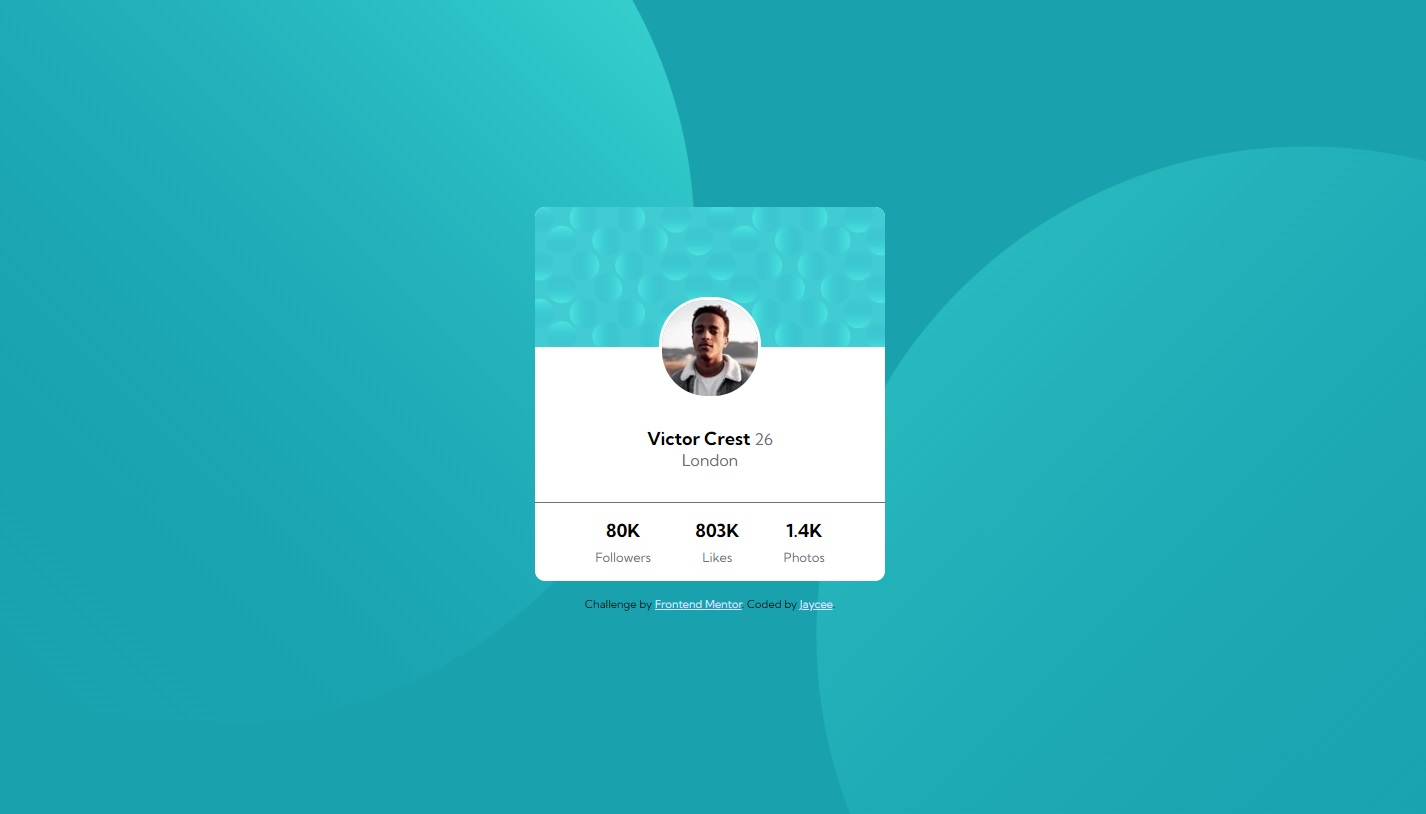 Victor Crest 26
London
80K 803K 1.4K
Followers Likes Photos
Challenge by Frontend Mentor. Coded by Jaycee.